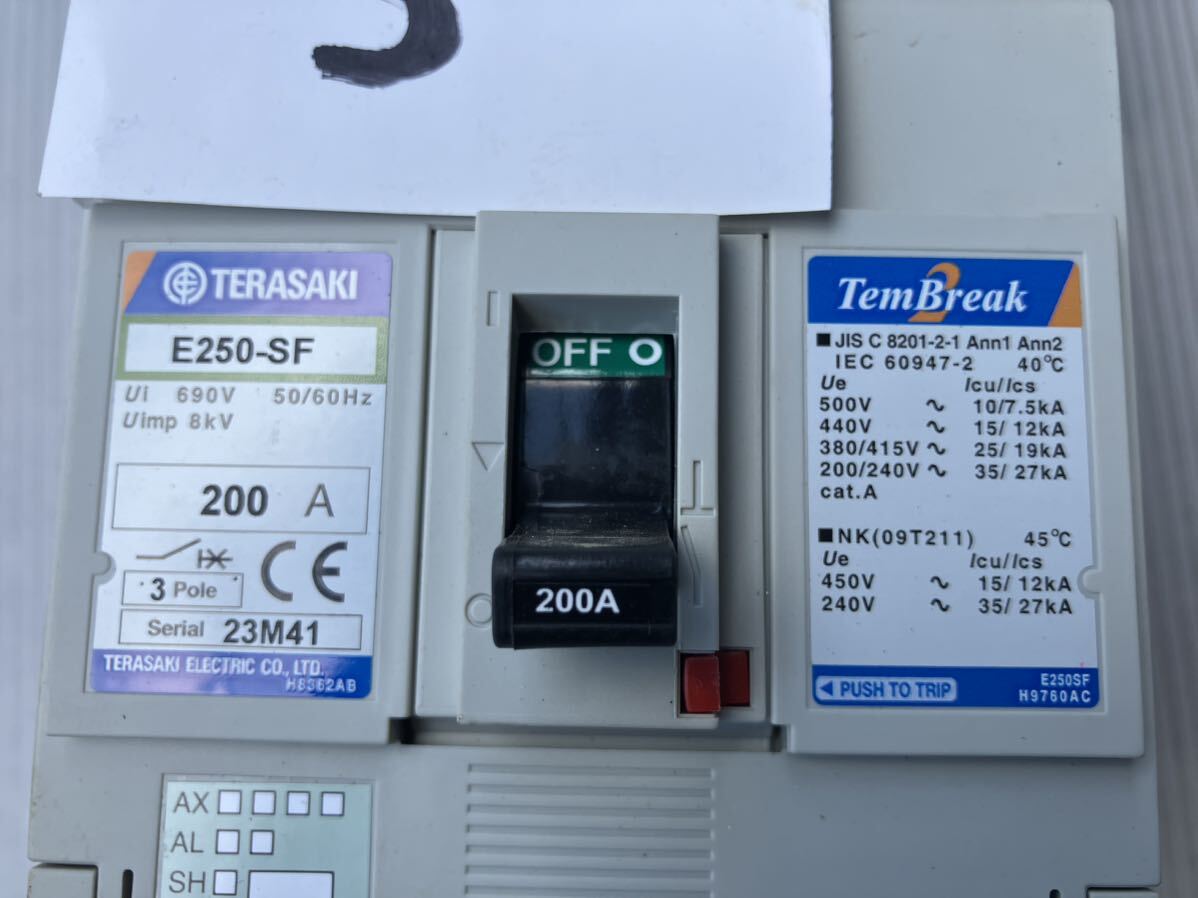 TERASAKI
E250-SF
Ui 690V 50/60Hz
Uimp 8kV
200 A
CE
3 Pole
Serial 23M41
TERASAKI ELECTRIC CO., LTD.
H8362AB
OFF O
200A
TemBreak 2
■JIS C 8201-2-1 Ann1 Ann2
IEC 60947-2 40°C
Ue Icu/Ics
500V ~ 10/7.5kA
440V ~ 15/12kA
380/415V ~ 25/19kA
200/240V ~ 35/27kA
cat.A
■NK(09T211) 45°C
Ue Icu/Ics
450V ~ 15/12kA
240V ~ 35/27kA
◀ PUSH TO TRIP
E250SF
H9760AC
AX
AL
SH